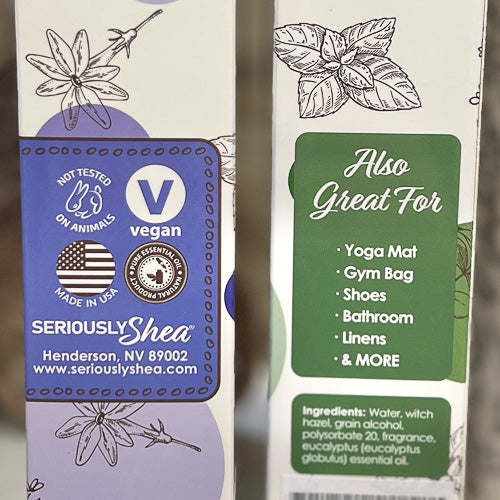 NOT TESTED
ON ANIMALS
V
vegan
MADE IN USA
PURE ESSENTIAL OIL
NATURAL PRODUCT
SERIOUSLY Shea®
Henderson, NV 89002
www.seriouslyshea.com
Also
Great For
· Yoga Mat
· Gym Bag
· Shoes
· Bathroom
· Linens
· & MORE
Ingredients: Water, witch
hazel, grain alcohol,
polysorbate 20, fragrance,
eucalyptus (eucalyptus
globulus) essential oil.